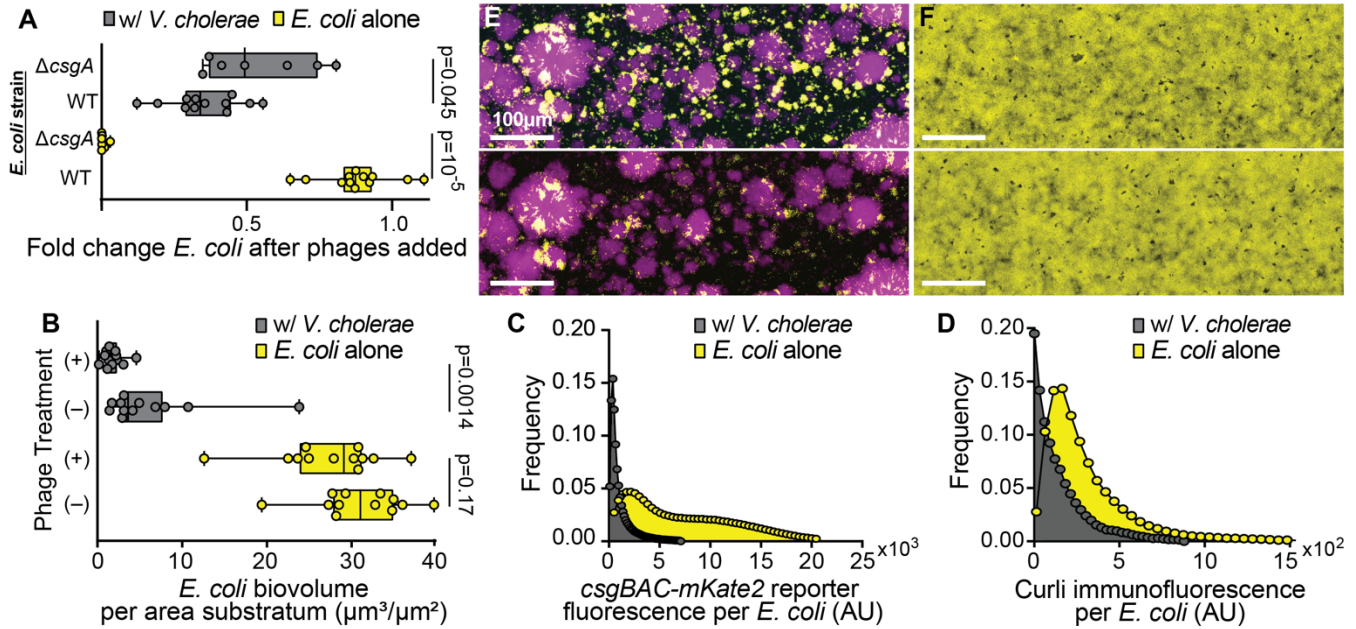 A
w/ V. cholerae
E. coli alone
E. coli strain
ΔcsgA
WT
ΔcsgA
WT
p=0.045
p=10⁻⁵
0.5
1.0
Fold change E. coli after phages added
B
w/ V. cholerae
E. coli alone
Phage Treatment
(+)
(–)
(+)
(–)
p=0.0014
p=0.17
0
10
20
30
40
E. coli biovolume
per area substratum (µm³/µm²)
E
100µm
F
C
w/ V. cholerae
E. coli alone
Frequency
0.20
0.15
0.10
0.05
0.00
0
5
10
15
20
25
x10³
csgBAC-mKate2 reporter
fluorescence per E. coli (AU)
D
w/ V. cholerae
E. coli alone
Frequency
0.20
0.15
0.10
0.05
0.00
0
5
10
15
x10²
Curli immunofluorescence
per E. coli (AU)